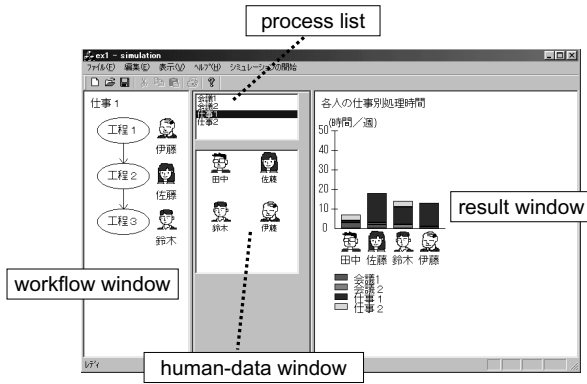 process list
ex1 - simulation
ファイル(F) 編集(E) 表示(V) ヘルプ(H) シミュレーションの開始
仕事 1
工程 1
伊藤
工程 2
佐藤
工程 3
鈴木
会議1
会議2
仕事1
仕事2
田中 佐藤
鈴木 伊藤
各人の仕事別処理時間
(時間／週)
50
40
30
20
10
0
田中 佐藤 鈴木 伊藤
会議1
会議2
仕事1
仕事2
result window
workflow window
human-data window
レディ